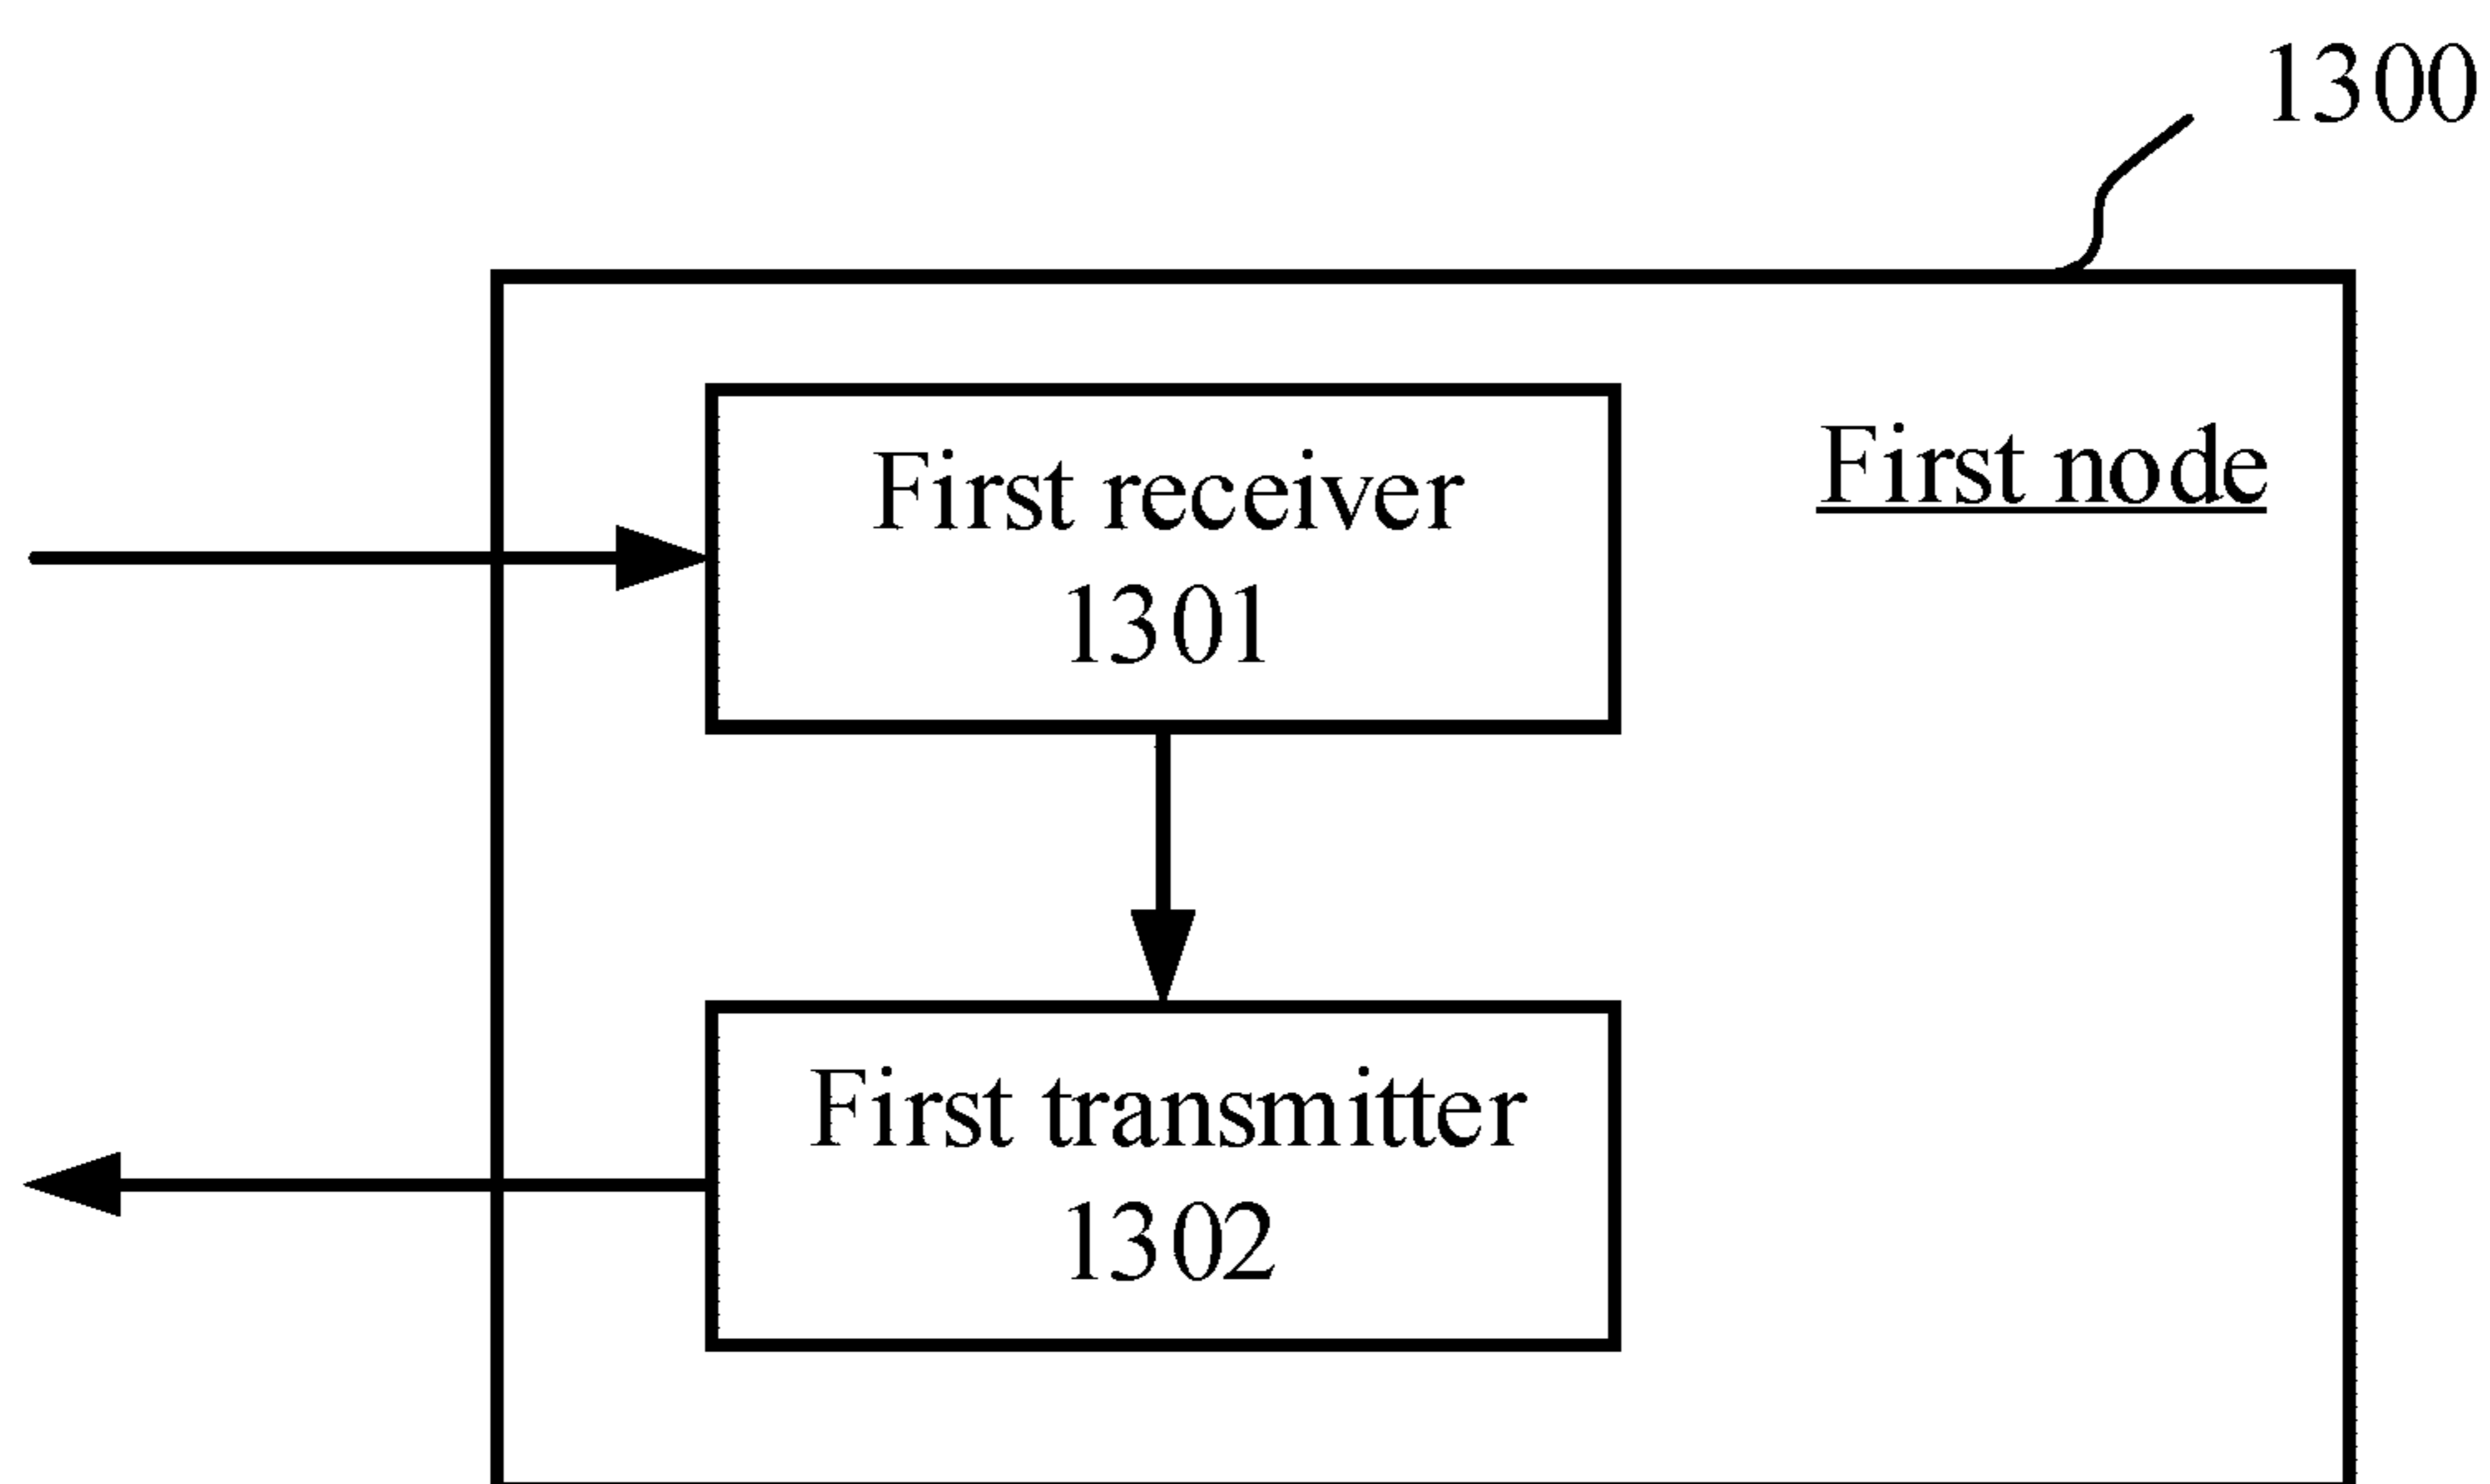 1300
First node
First receiver
1301
First transmitter
1302